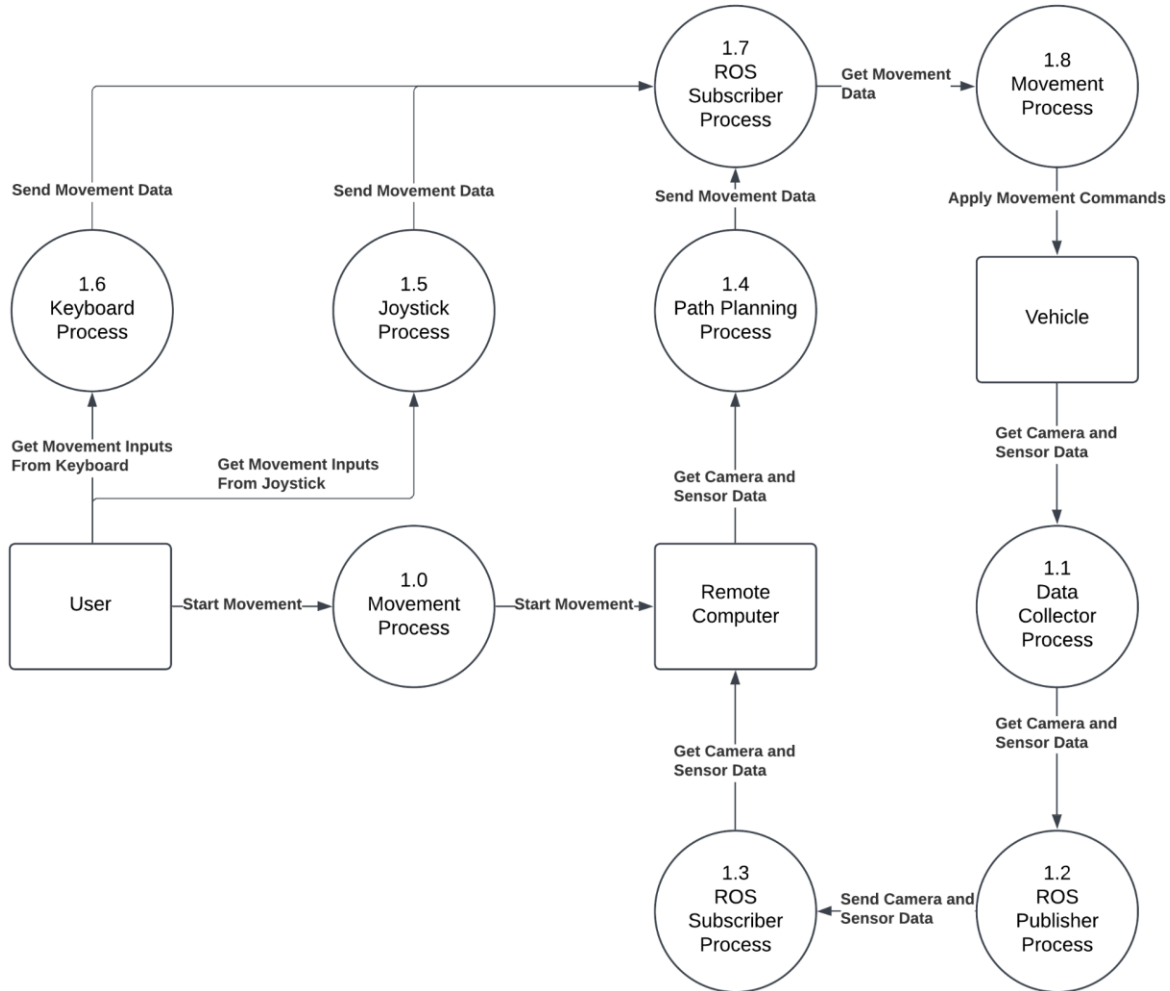 1.7
ROS
Subscriber
Process
Get Movement
Data
1.8
Movement
Process
Send Movement Data
Send Movement Data
Send Movement Data
Apply Movement Commands
1.6
Keyboard
Process
1.5
Joystick
Process
1.4
Path Planning
Process
Vehicle
Get Movement Inputs
From Keyboard
Get Movement Inputs
From Joystick
Get Camera and
Sensor Data
Get Camera and
Sensor Data
User
Start Movement
1.0
Movement
Process
Start Movement
Remote
Computer
1.1
Data
Collector
Process
Get Camera and
Sensor Data
Get Camera and
Sensor Data
1.3
ROS
Subscriber
Process
Send Camera and
Sensor Data
1.2
ROS
Publisher
Process